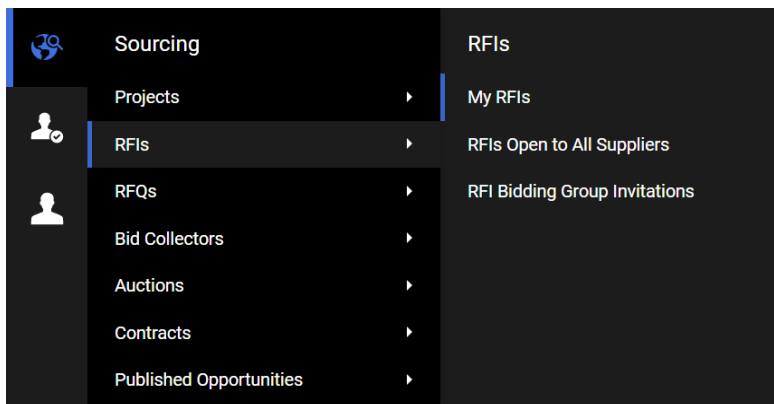 Sourcing
Projects
RFIs
RFQs
Bid Collectors
Auctions
Contracts
Published Opportunities
RFIs
My RFIs
RFIs Open to All Suppliers
RFI Bidding Group Invitations